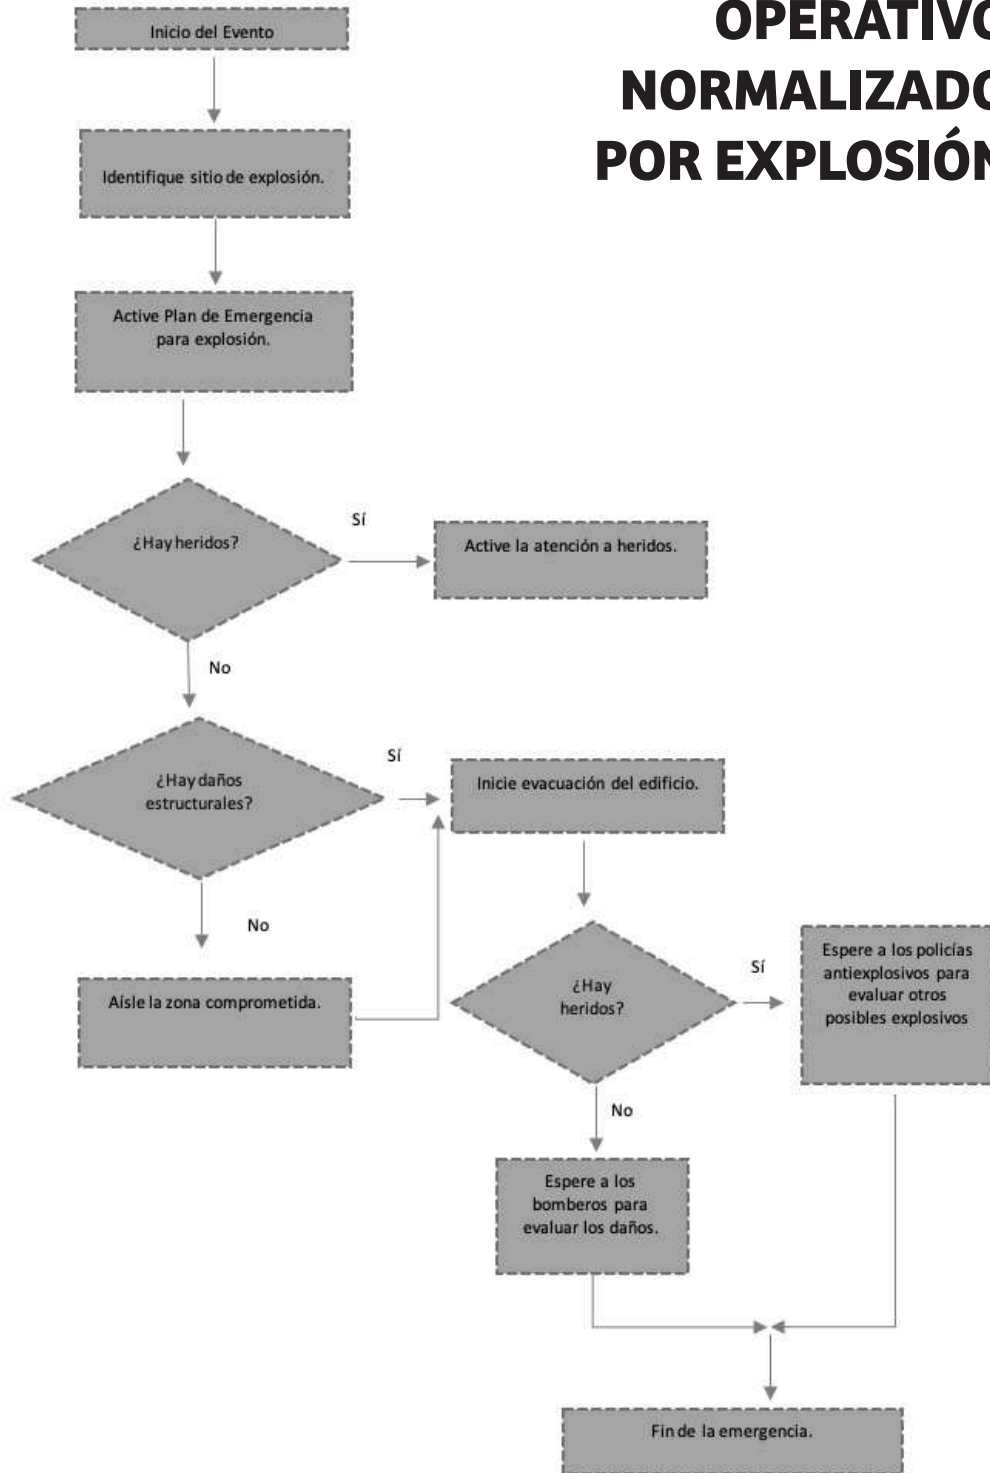 OPERATIVO
NORMALIZADO
POR EXPLOSIÓN
Inicio del Evento
Identifique sitio de explosión.
Active Plan de Emergencia
para explosión.
¿Hay heridos?
Sí
Active la atención a heridos.
No
¿Hay daños
estructurales?
Sí
Inicie evacuación del edificio.
No
Aísle la zona comprometida.
¿Hay
heridos?
Sí
Espere a los policías
antiexplosivos para
evaluar otros
posibles explosivos
No
Espere a los
bomberos para
evaluar los daños.
Fin de la emergencia.